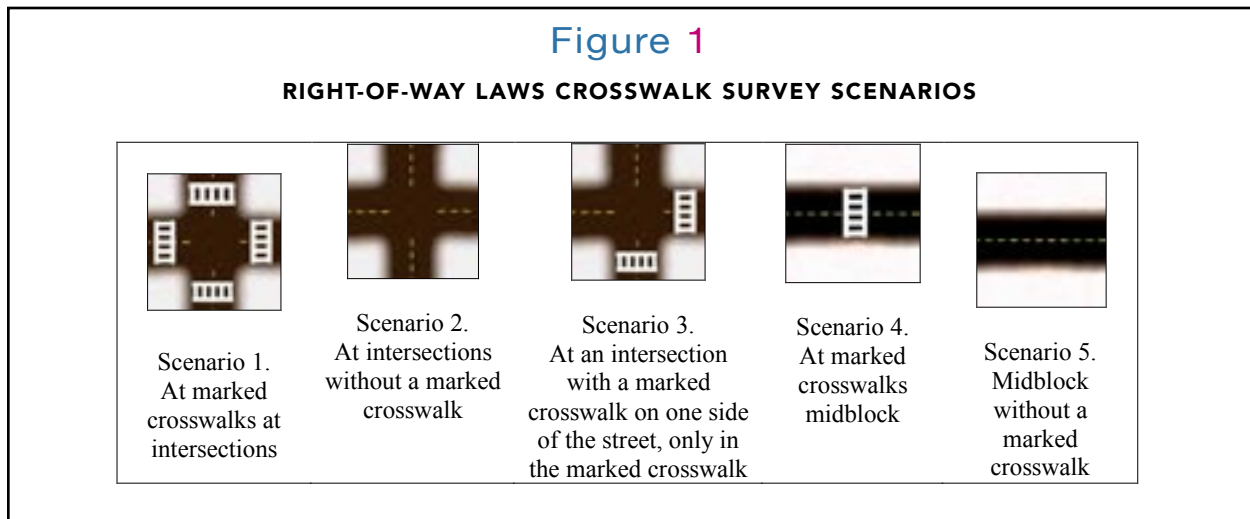 Figure 1
RIGHT-OF-WAY LAWS CROSSWALK SURVEY SCENARIOS
Scenario 1.
At marked
crosswalks at
intersections
Scenario 2.
At intersections
without a marked
crosswalk
Scenario 3.
At an intersection
with a marked
crosswalk on one side
of the street, only in
the marked crosswalk
Scenario 4.
At marked
crosswalks
midblock
Scenario 5.
Midblock
without a
marked
crosswalk